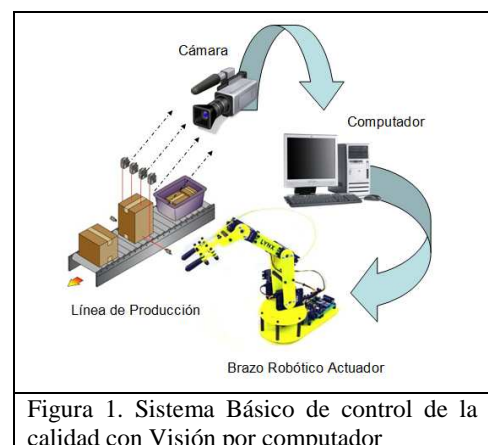 Cámara
Computador
LYNX
Línea de Producción
Brazo Robótico Actuador
Figura 1. Sistema Básico de control de la
calidad con Visión por computador